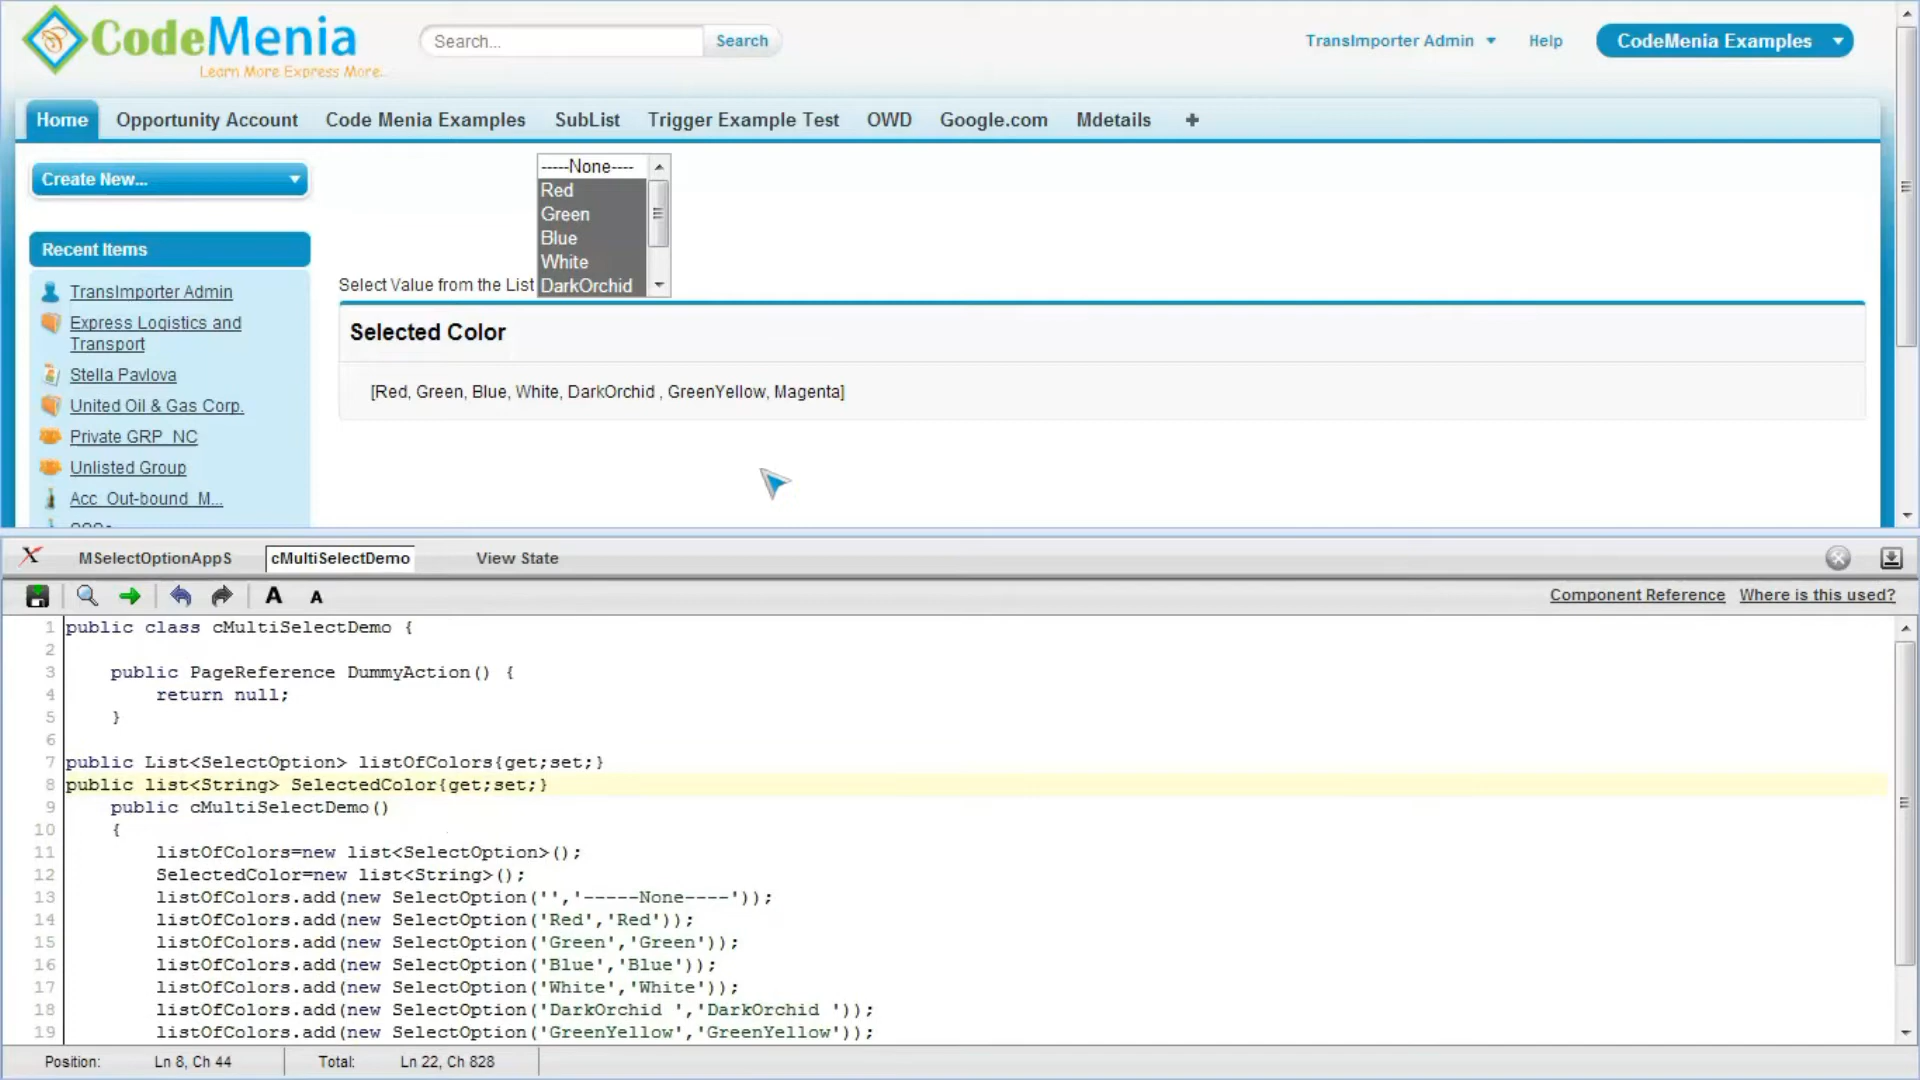 CodeMenia
Learn More Express More..
Search...
Search
TransImporter Admin
Help
CodeMenia Examples
Home
Opportunity Account
Code Menia Examples
SubList
Trigger Example Test
OWD
Google.com
Mdetails
+
Create New...
Recent Items
TransImporter Admin
Express Logistics and
Transport
Stella Pavlova
United Oil & Gas Corp.
Private GRP_NC
Unlisted Group
Acc_Out-bound_M...
-----None----
Red
Green
Blue
White
DarkOrchid
Select Value from the List
Selected Color
[Red, Green, Blue, White, DarkOrchid , GreenYellow, Magenta]
MSelectOptionAppS
cMultiSelectDemo
View State
A
A
Component Reference
Where is this used?
1 public class cMultiSelectDemo {
2
3 public PageReference DummyAction() {
4 return null;
5 }
6
7 public List<SelectOption> listOfColors{get;set;}
8 public list<String> SelectedColor{get;set;}
9 public cMultiSelectDemo()
10 {
11 listOfColors=new list<SelectOption>();
12 SelectedColor=new list<String>();
13 listOfColors.add(new SelectOption('','-----None----'));
14 listOfColors.add(new SelectOption('Red','Red'));
15 listOfColors.add(new SelectOption('Green','Green'));
16 listOfColors.add(new SelectOption('Blue','Blue'));
17 listOfColors.add(new SelectOption('White','White'));
18 listOfColors.add(new SelectOption('DarkOrchid ','DarkOrchid '));
19 listOfColors.add(new SelectOption('GreenYellow','GreenYellow'));
Position: Ln 8, Ch 44 Total: Ln 22, Ch 828